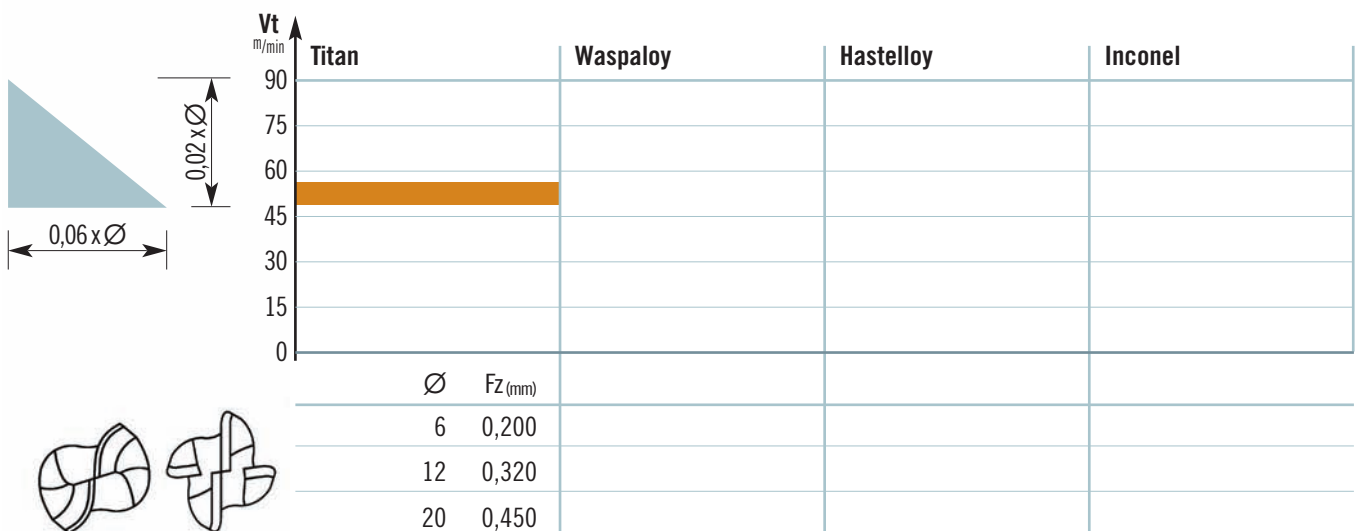 Vt
m/min
Titan Waspaloy Hastelloy Inconel
90
75
60
45
30
15
0
0,02 x Ø
0,06 x Ø
Ø Fz (mm)
6 0,200
12 0,320
20 0,450